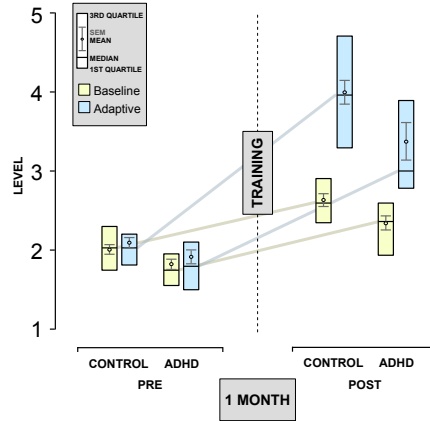 3RD QUARTILE
SEM
MEAN
MEDIAN
1ST QUARTILE
Baseline
Adaptive
5
4
3
2
1
LEVEL
TRAINING
CONTROL ADHD
PRE
CONTROL ADHD
POST
1 MONTH